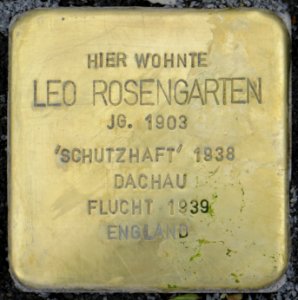 HIER WOHNTE
LEO ROSENGARTEN
JG. 1903
'SCHUTZHAFT' 1938
DACHAU
FLUCHT 1939
ENGLAND